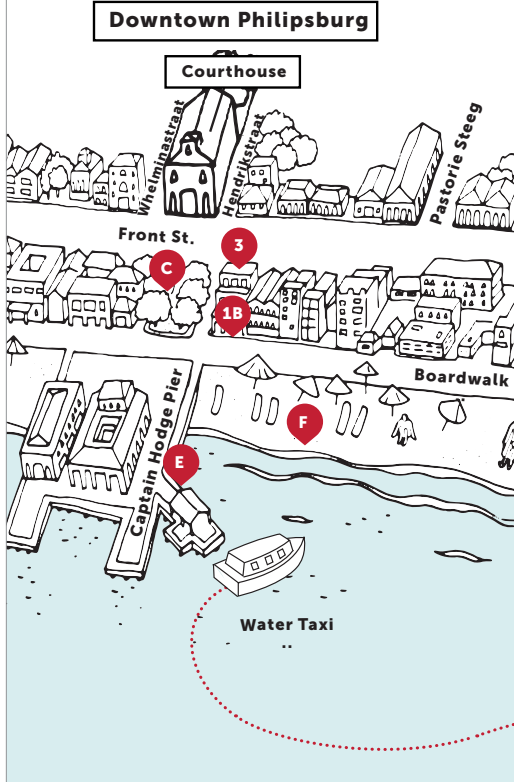 Downtown Philipsburg
Courthouse
Whelminastraat
Hendrikstraat
Pastorie Steeg
Front St.
3
C
1B
Boardwalk
Captain Hodge Pier
F
E
Water Taxi